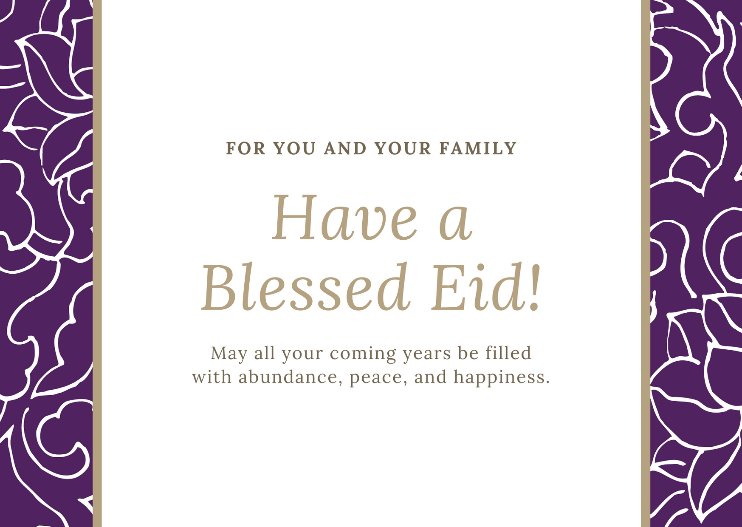 FOR YOU AND YOUR FAMILY
Have a
Blessed Eid!
May all your coming years be filled
with abundance, peace, and happiness.